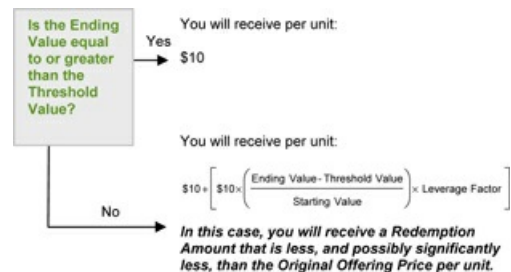 Is the Ending
Value equal
to or greater
than the
Threshold
Value?
Yes
You will receive per unit:
$10
No
You will receive per unit:
$10 + [ $10 × ( Ending Value - Threshold Value / Starting Value ) × Leverage Factor ]
In this case, you will receive a Redemption
Amount that is less, and possibly significantly
less, than the Original Offering Price per unit.